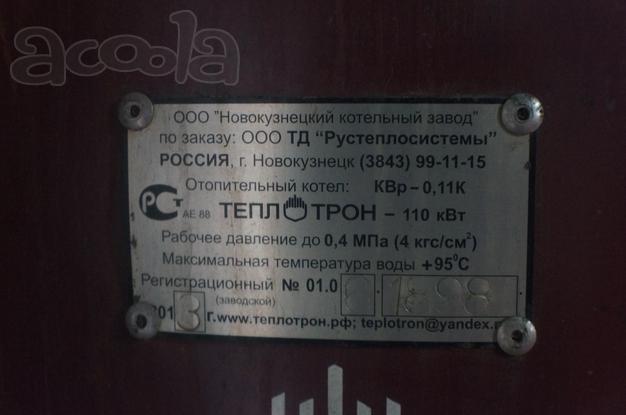 acoola
ООО "Новокузнецкий котельный завод"
по заказу: ООО ТД "Рустеплосистемы"
РОССИЯ, г. Новокузнецк (3843) 99-11-15
Отопительный котел: КВр – 0,11К
РСт АЕ 88 ТЕПЛОТРОН – 110 кВт
Рабочее давление до 0,4 МПа (4 кгс/см²)
Максимальная температура воды +95⁰С
Регистрационный № 01.0
(заводской)
г. www.теплотрон.рф; teplotron@yandex.r